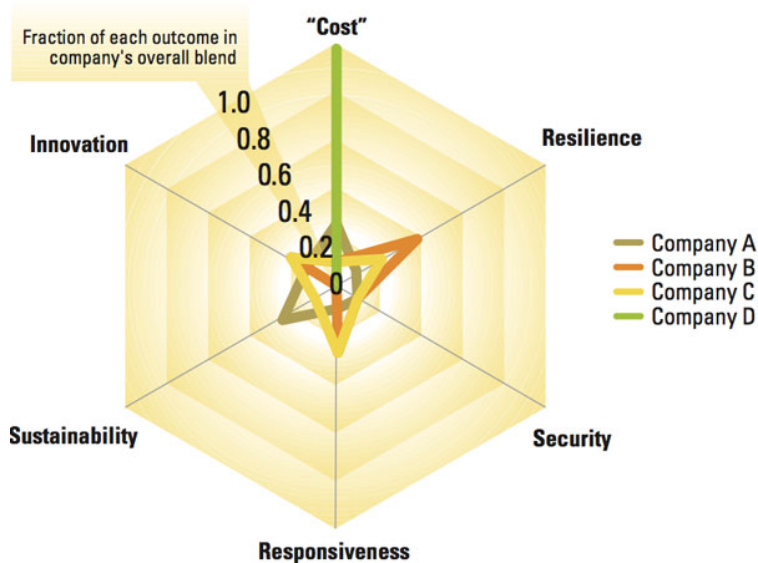 “Cost”
Fraction of each outcome in
company's overall blend
1.0
0.8
0.6
0.4
0.2
0
Innovation
Resilience
Company A
Company B
Company C
Company D
Sustainability
Security
Responsiveness